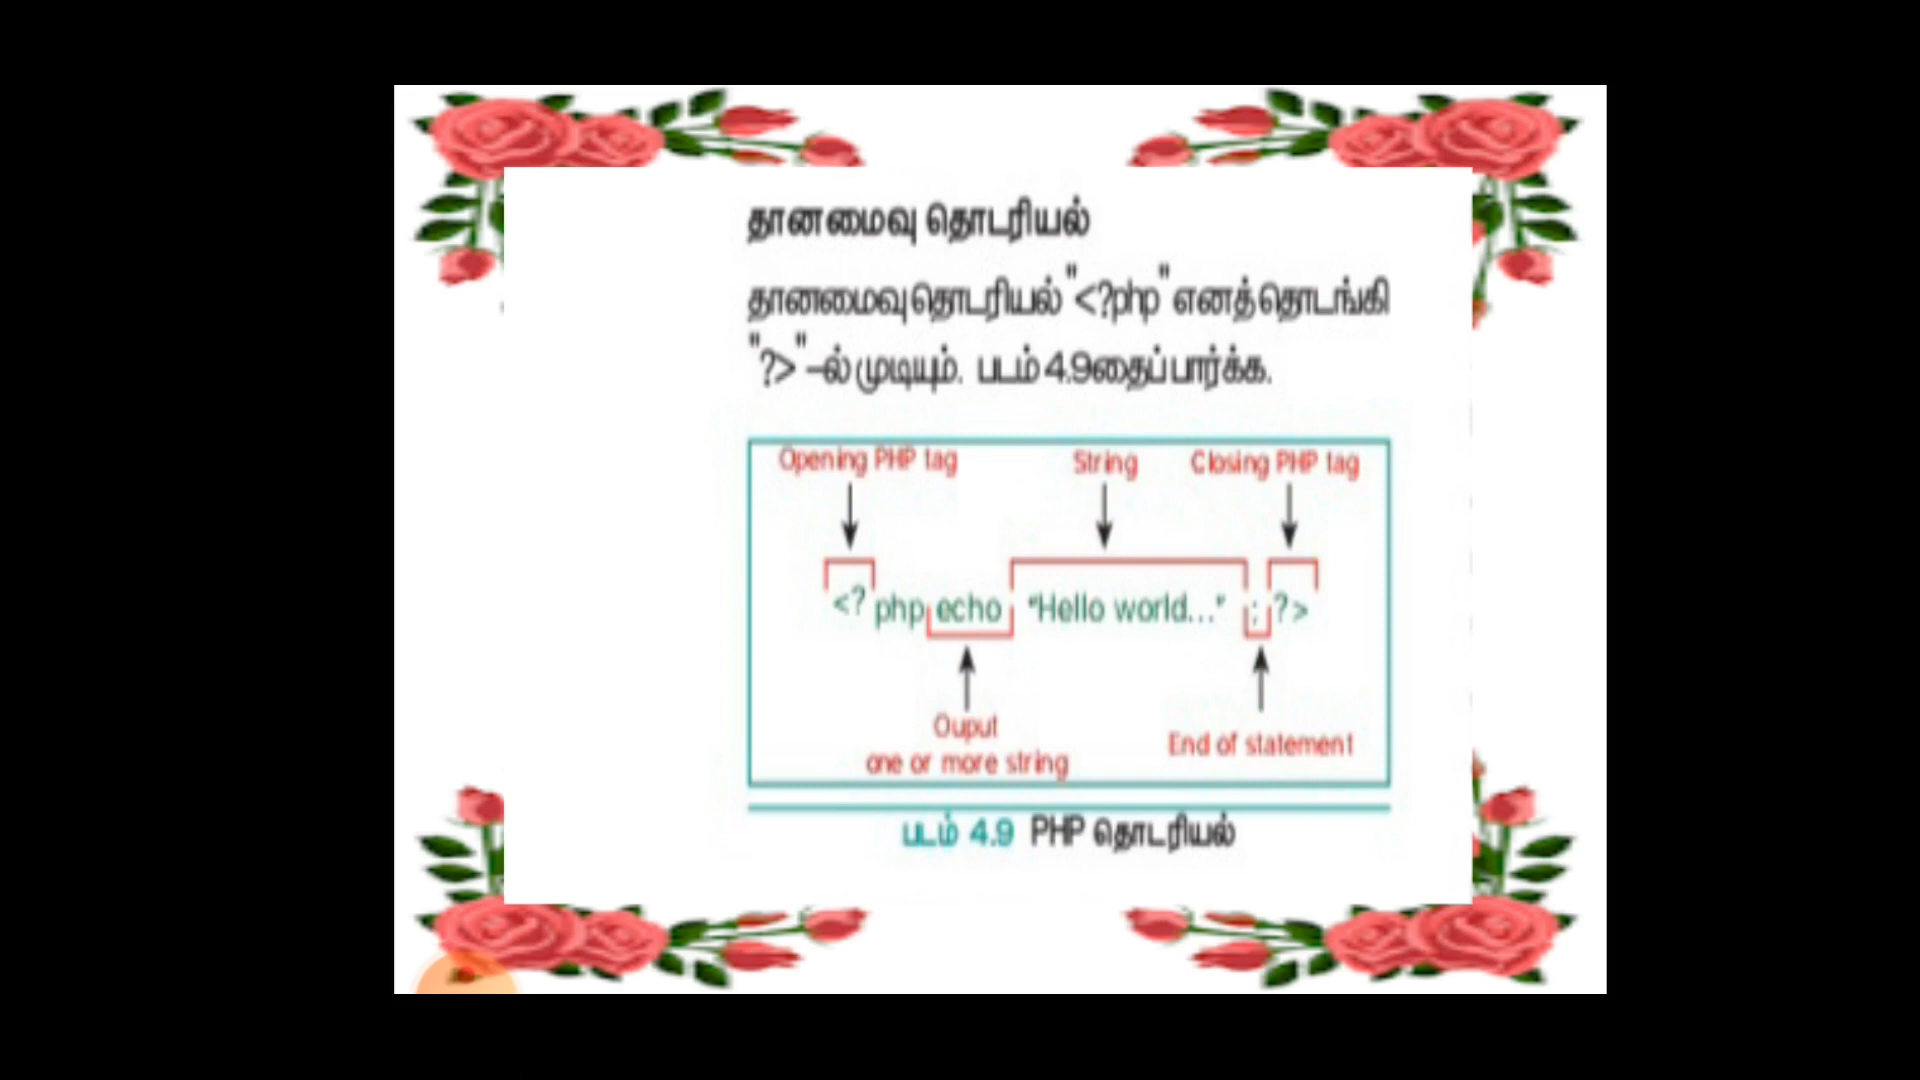 தானமைவு தொடரியல்
தானமைவு தொடரியல் "<?php" எனத் தொடங்கி
"?>" –ல் முடியும். படம் 4.9தைப் பார்க்க.
Opening PHP tag String Closing PHP tag
<? php echo "Hello world..." ; ?>
Ouput
one or more string
End of statement
படம் 4.9 PHP தொடரியல்